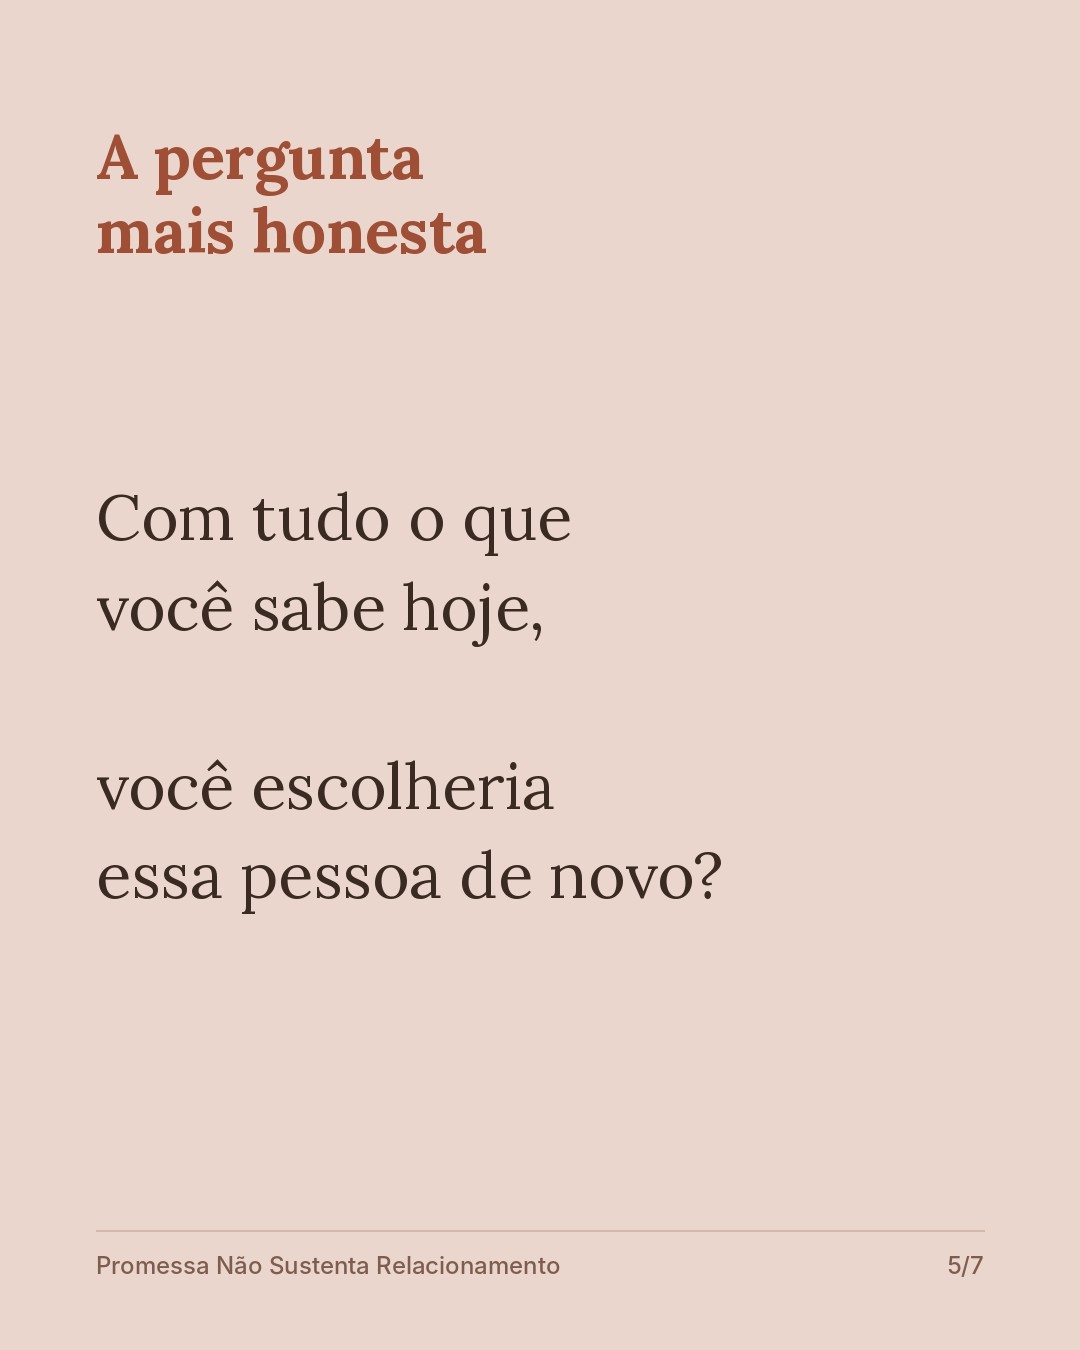 A pergunta
mais honesta
Com tudo o que
você sabe hoje,
você escolheria
essa pessoa de novo?
Promessa Não Sustenta Relacionamento
5/7